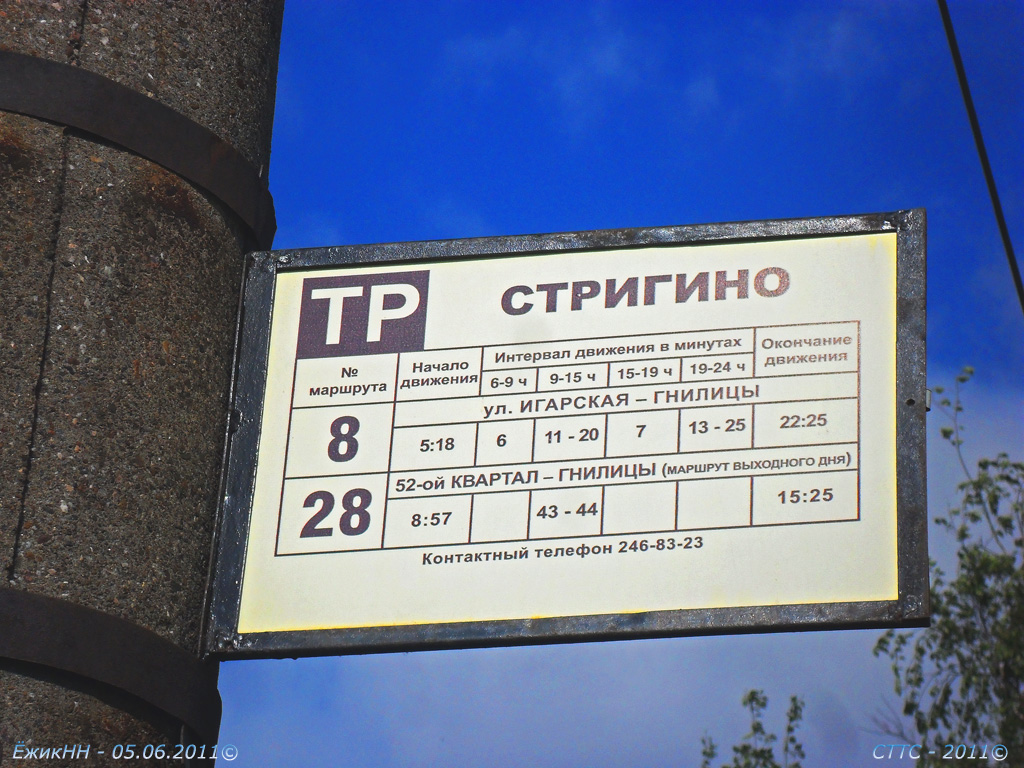 ТР СТРИГИНО
№ маршрута Начало движения Интервал движения в минутах Окончание движения
6-9 ч 9-15 ч 15-19 ч 19-24 ч
8 ул. ИГАРСКАЯ – ГНИЛИЦЫ
5:18 6 11 - 20 7 13 - 25 22:25
28 52-ой КВАРТАЛ – ГНИЛИЦЫ (МАРШРУТ ВЫХОДНОГО ДНЯ)
8:57 43 - 44 15:25
Контактный телефон 246-83-23
ЁжикНН - 05.06.2011© СТТС - 2011©